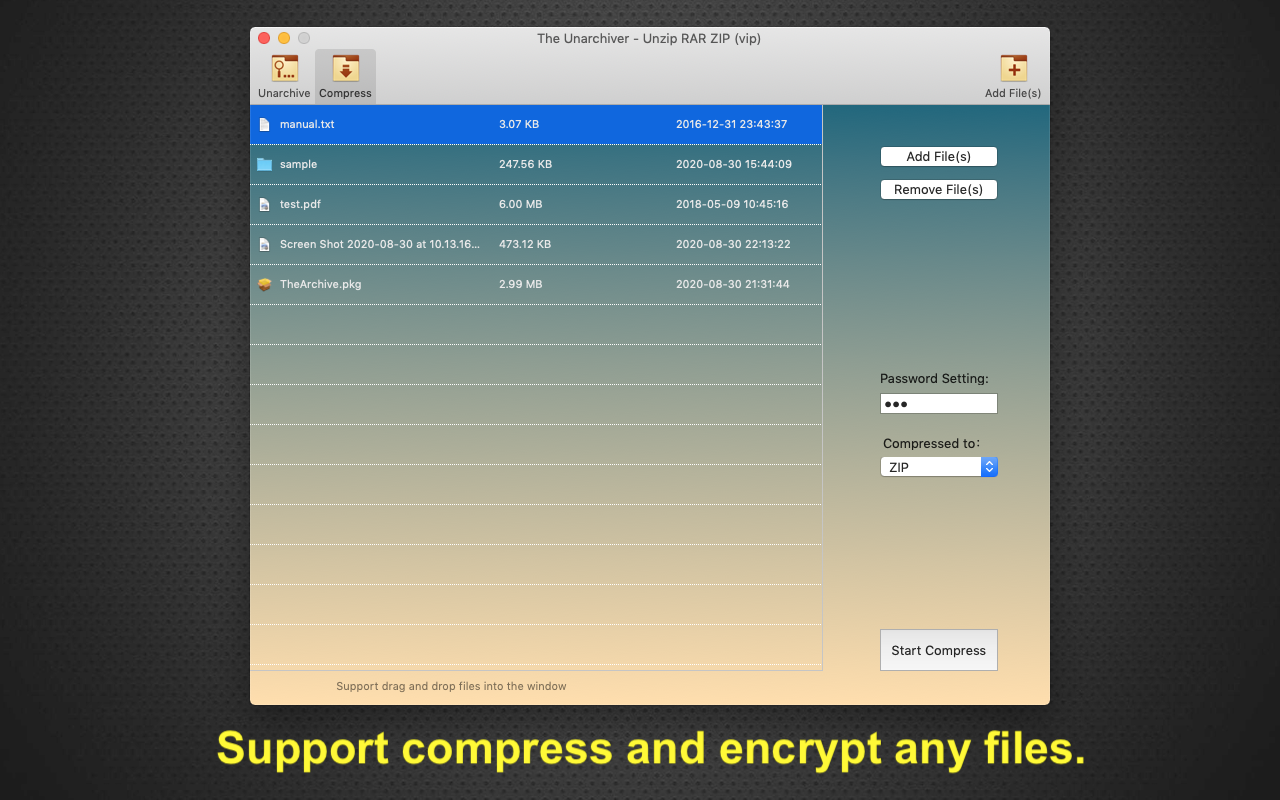 The Unarchiver - Unzip RAR ZIP (vip)
Unarchive Compress Add File(s)
manual.txt 3.07 KB 2016-12-31 23:43:37
sample 247.56 KB 2020-08-30 15:44:09
test.pdf 6.00 MB 2018-05-09 10:45:16
Screen Shot 2020-08-30 at 10.13.16... 473.12 KB 2020-08-30 22:13:22
TheArchive.pkg 2.99 MB 2020-08-30 21:31:44
Add File(s)
Remove File(s)
Password Setting:
●●●
Compressed to:
ZIP
Start Compress
Support drag and drop files into the window
Support compress and encrypt any files.